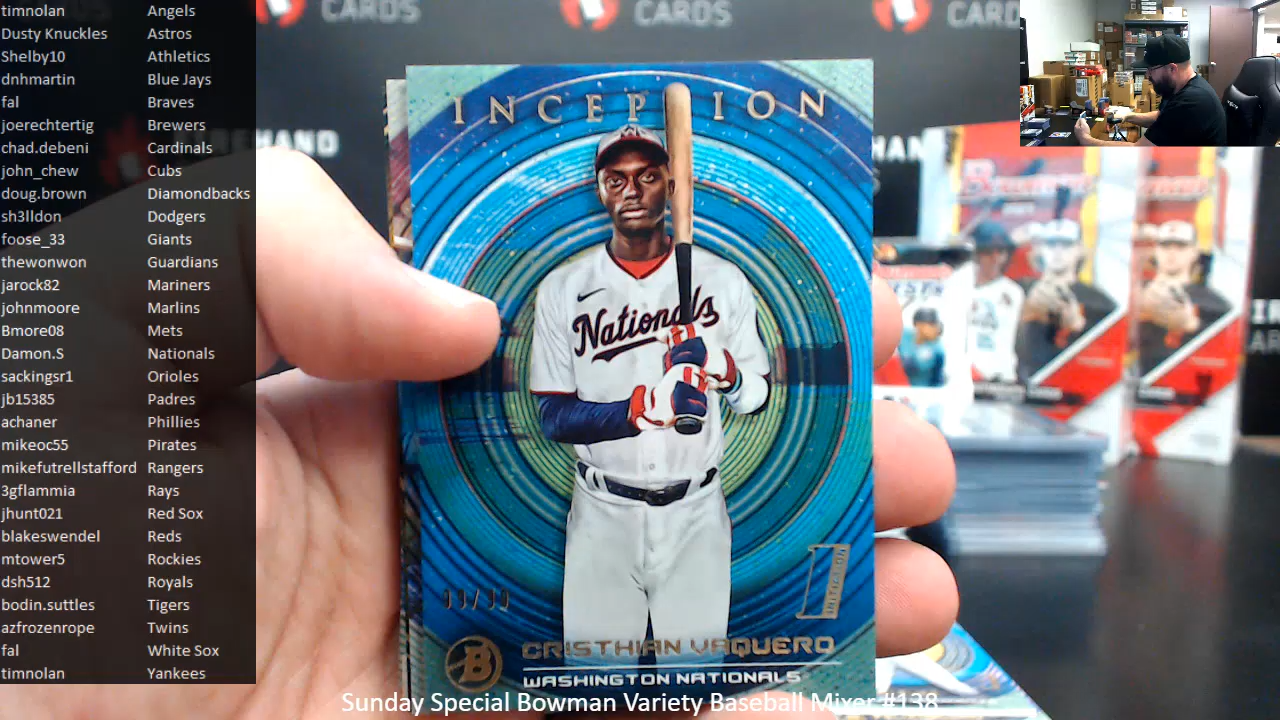 timnolan Angels
Dusty Knuckles Astros
Shelby10 Athletics
dnhmartin Blue Jays
fal Braves
joerechtertig Brewers
chad.debeni Cardinals
john_chew Cubs
doug.brown Diamondbacks
sh3lldon Dodgers
foose_33 Giants
thewonwon Guardians
jarock82 Mariners
johnmoore Marlins
Bmore08 Mets
Damon.S Nationals
sackingsr1 Orioles
jb15385 Padres
achaner Phillies
mikeoc55 Pirates
mikefutrellstafford Rangers
3gflammia Rays
jhunt021 Red Sox
blakeswendel Reds
mtower5 Rockies
dsh512 Royals
bodin.suttles Tigers
azfrozenrope Twins
fal White Sox
timnolan Yankees
CARDS
CARDS
CARDS
INCEPTION
Nationals
B
CRISTHIAN VAQUERO
WASHINGTON NATIONALS
Sunday Special Bowman Variety Baseball Mixer #138